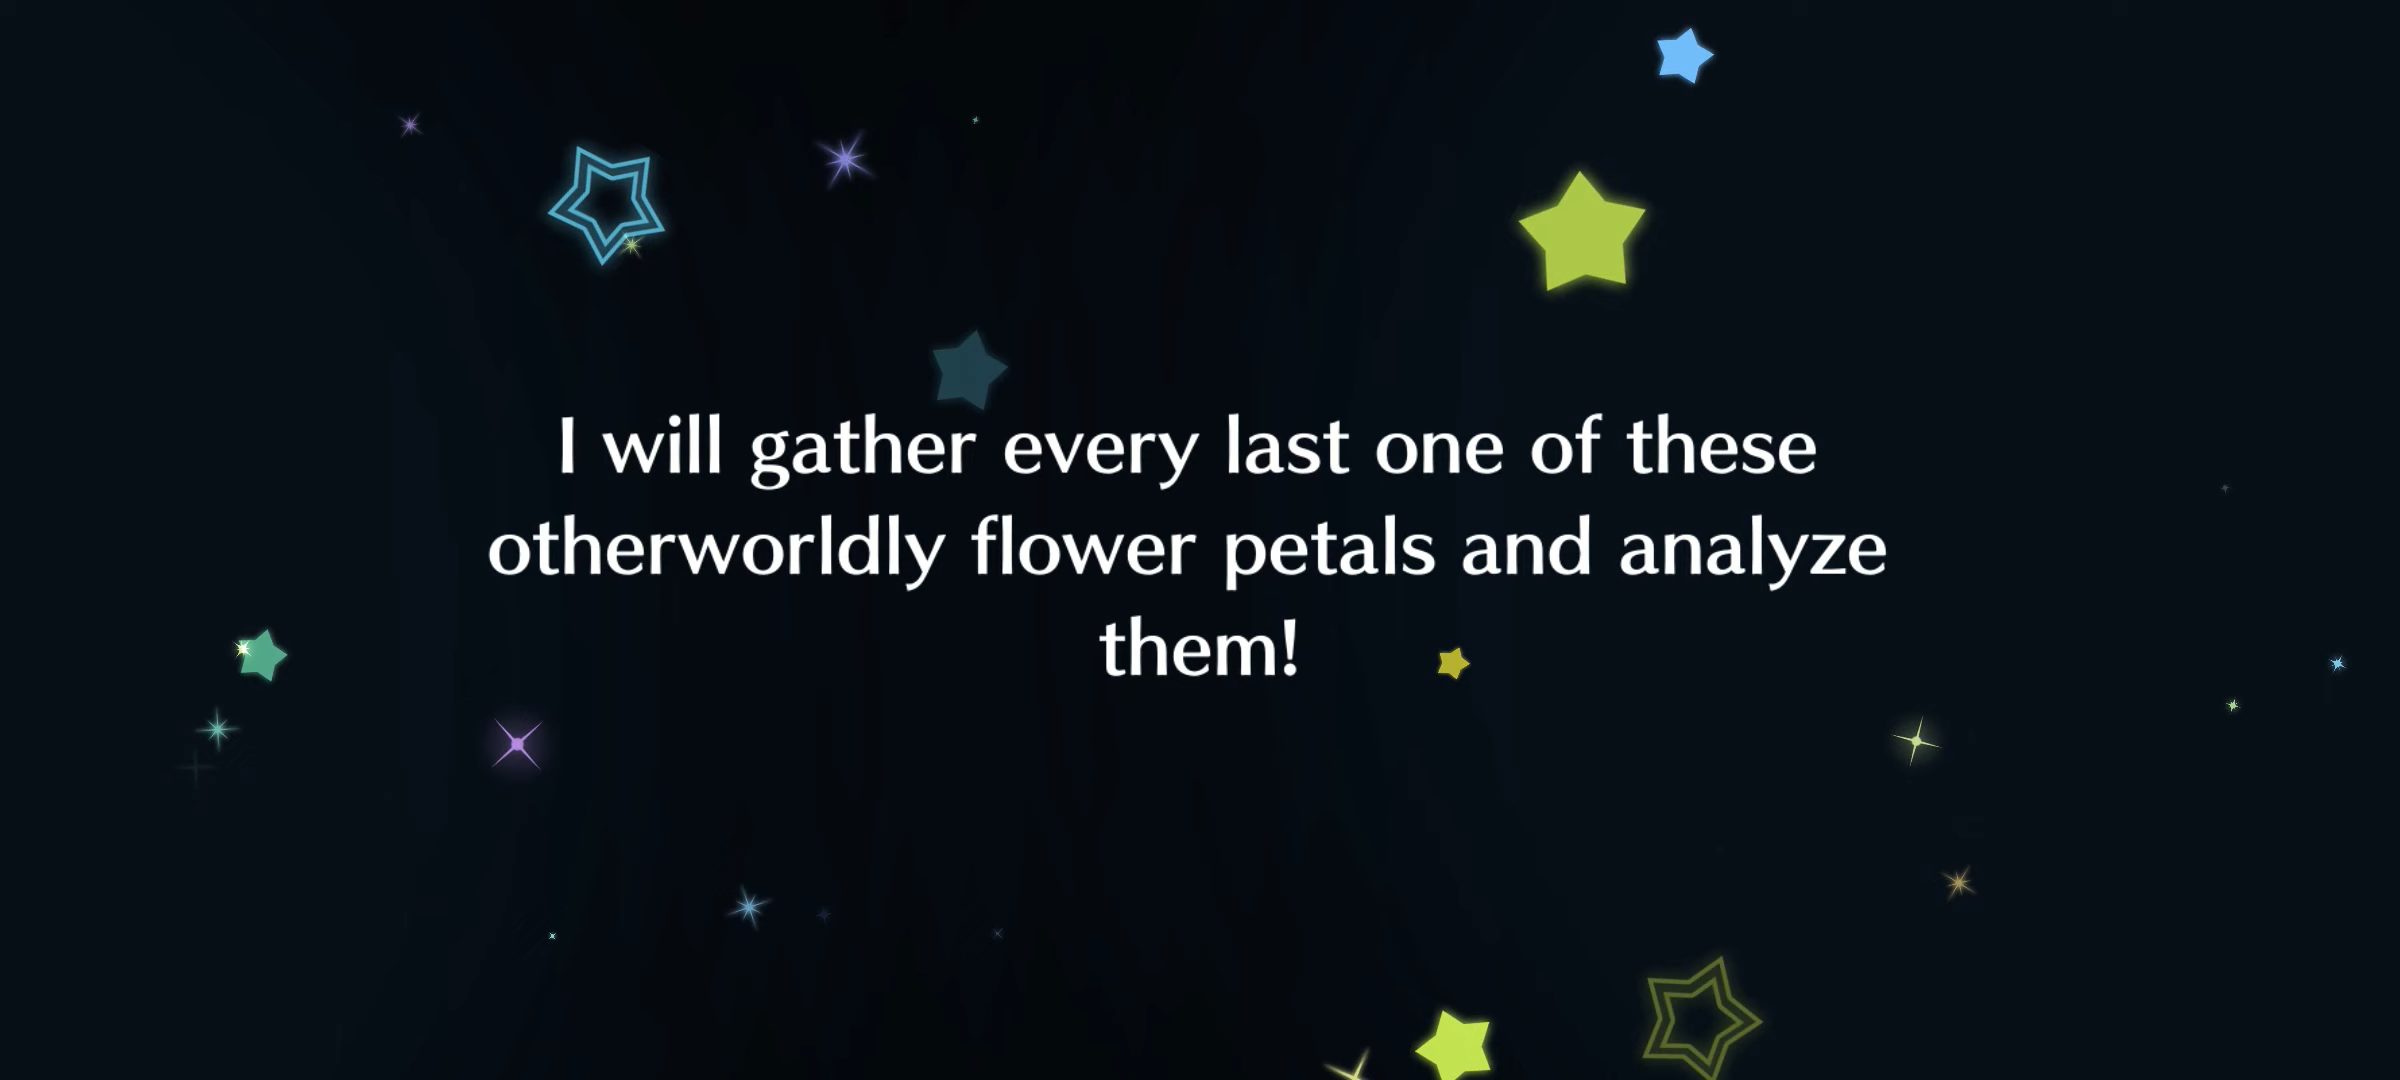 I will gather every last one of these
otherworldly flower petals and analyze
them!